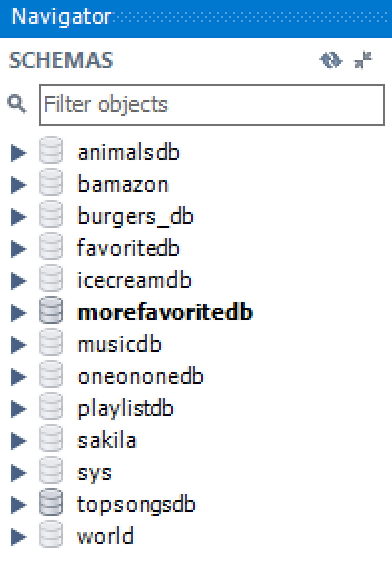 Navigator
SCHEMAS
Filter objects
animalsdb
bamazon
burgers_db
favoritedb
icecreamdb
morefavoritedb
musicdb
oneononedb
playlistdb
sakila
sys
topsongsdb
world